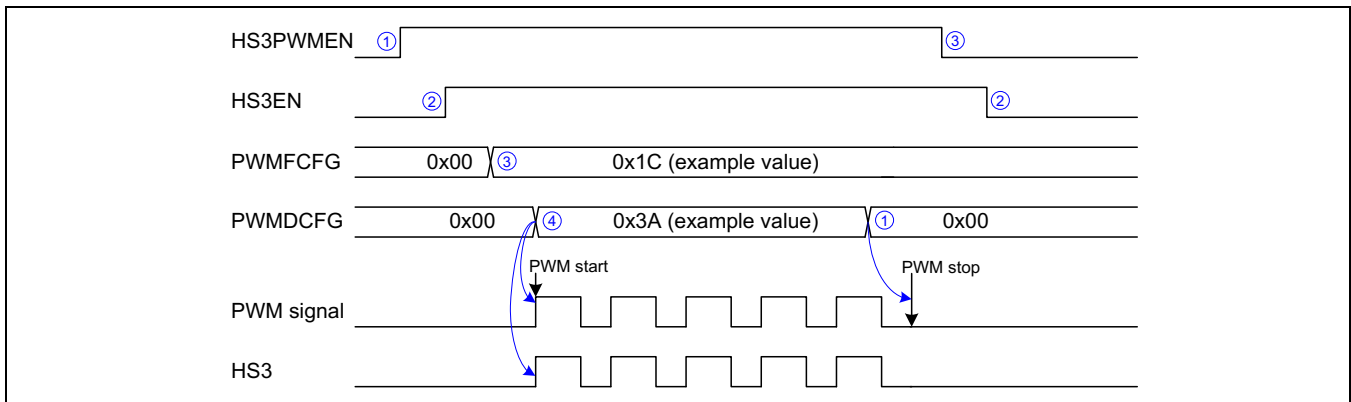 HS3PWMEN ① ③
HS3EN ② ②
PWMFCFG 0x00 ③ 0x1C (example value)
PWMDCFG 0x00 ④ 0x3A (example value) ① 0x00
PWM start PWM stop
PWM signal
HS3